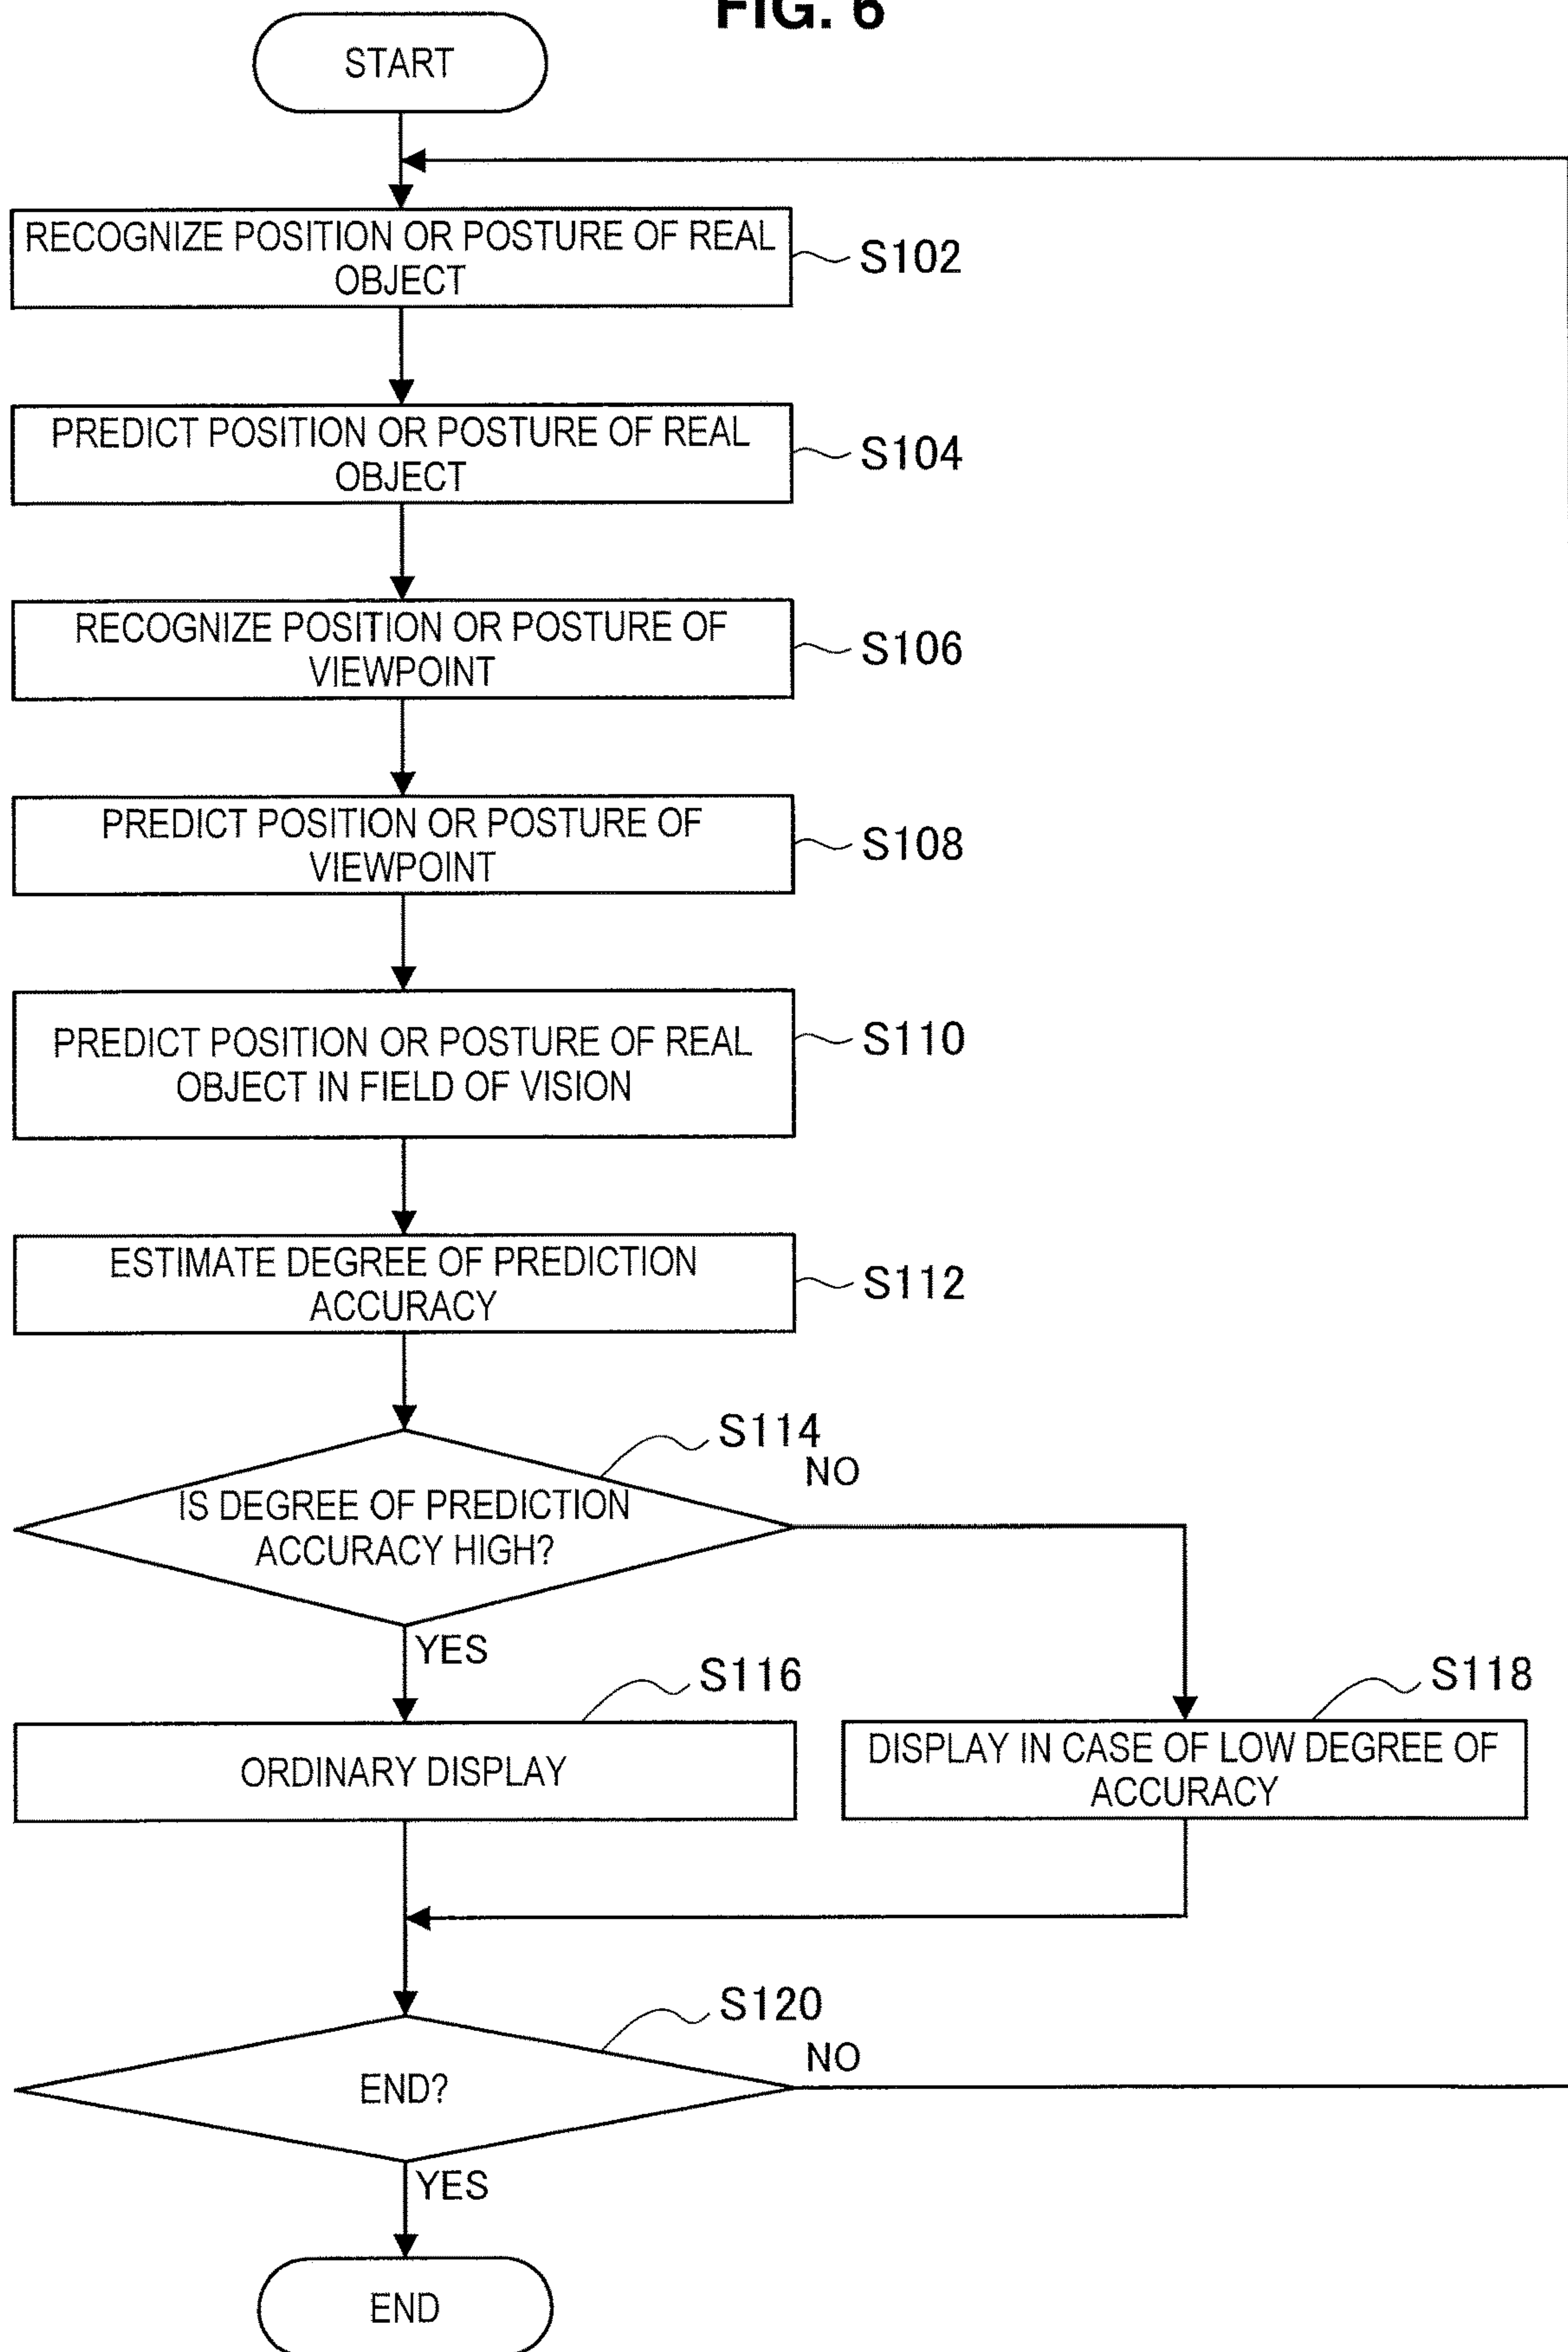 FIG. 6
START
RECOGNIZE POSITION OR POSTURE OF REAL
OBJECT
S102
PREDICT POSITION OR POSTURE OF REAL
OBJECT
S104
RECOGNIZE POSITION OR POSTURE OF
VIEWPOINT
S106
PREDICT POSITION OR POSTURE OF
VIEWPOINT
S108
PREDICT POSITION OR POSTURE OF REAL
OBJECT IN FIELD OF VISION
S110
ESTIMATE DEGREE OF PREDICTION
ACCURACY
S112
S114
NO
IS DEGREE OF PREDICTION
ACCURACY HIGH?
YES
S116
ORDINARY DISPLAY
S118
DISPLAY IN CASE OF LOW DEGREE OF
ACCURACY
S120
NO
END?
YES
END